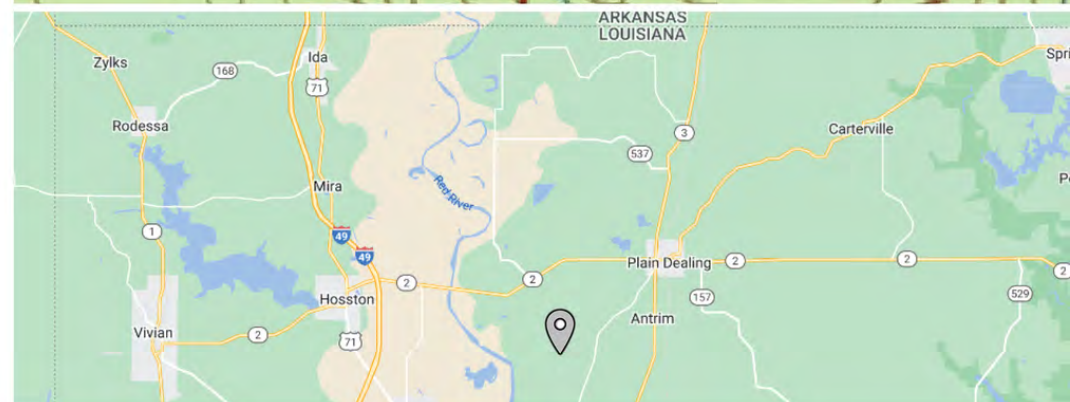 ARKANSAS
LOUISIANA
Zylks
168
Ida
71
Rodessa
3
Carterville
537
Mira
Red River
1
49
49
2
2
Plain Dealing
2
2
2
Hosston
157
529
Vivian
2
71
Antrim